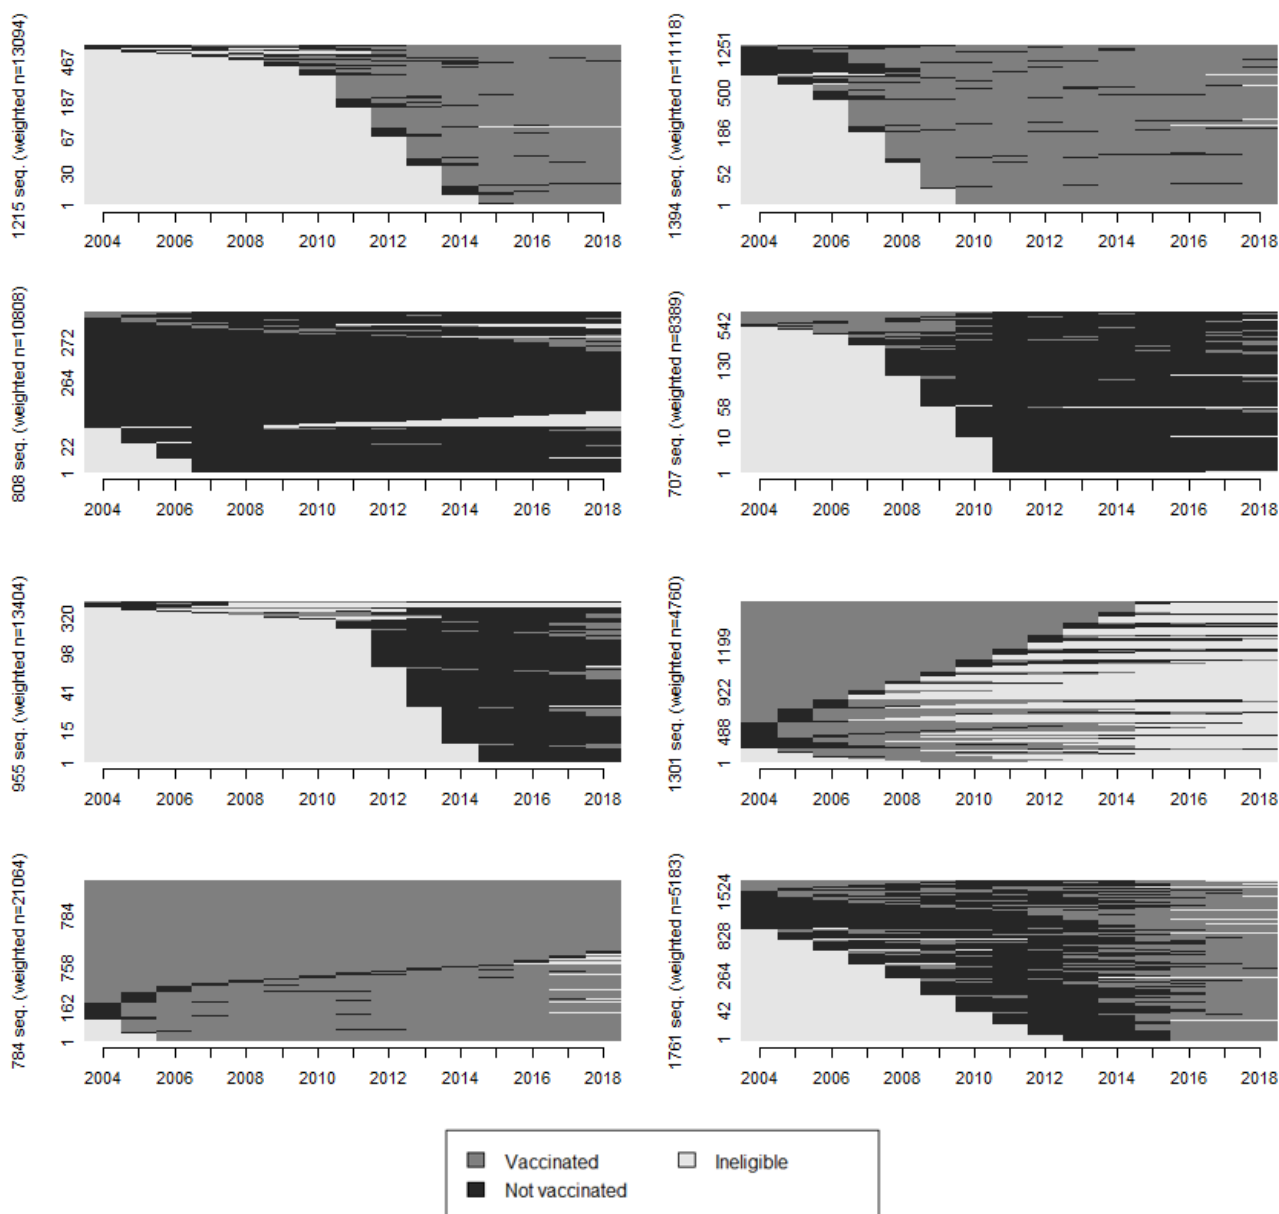 1215 seq. (weighted n=13094)
1 30 67 187 467
2004 2006 2008 2010 2012 2014 2016 2018
1394 seq. (weighted n=11118)
1 52 186 500 1251
2004 2006 2008 2010 2012 2014 2016 2018
808 seq. (weighted n=10808)
1 22 264 272
2004 2006 2008 2010 2012 2014 2016 2018
707 seq. (weighted n=8389)
1 10 58 130 542
2004 2006 2008 2010 2012 2014 2016 2018
955 seq. (weighted n=13404)
1 15 41 98 320
2004 2006 2008 2010 2012 2014 2016 2018
1301 seq. (weighted n=4760)
1 488 922 1199
2004 2006 2008 2010 2012 2014 2016 2018
784 seq. (weighted n=21064)
1 162 758 784
2004 2006 2008 2010 2012 2014 2016 2018
1761 seq. (weighted n=5183)
1 42 264 828 1524
2004 2006 2008 2010 2012 2014 2016 2018
Vaccinated
Ineligible
Not vaccinated